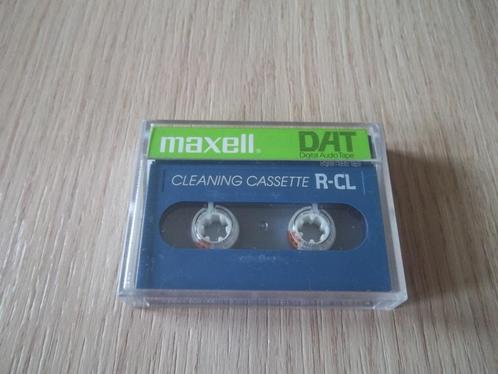 maxell®
DAT
Digital Audio Tape
CLEANING CASSETTE R-CL